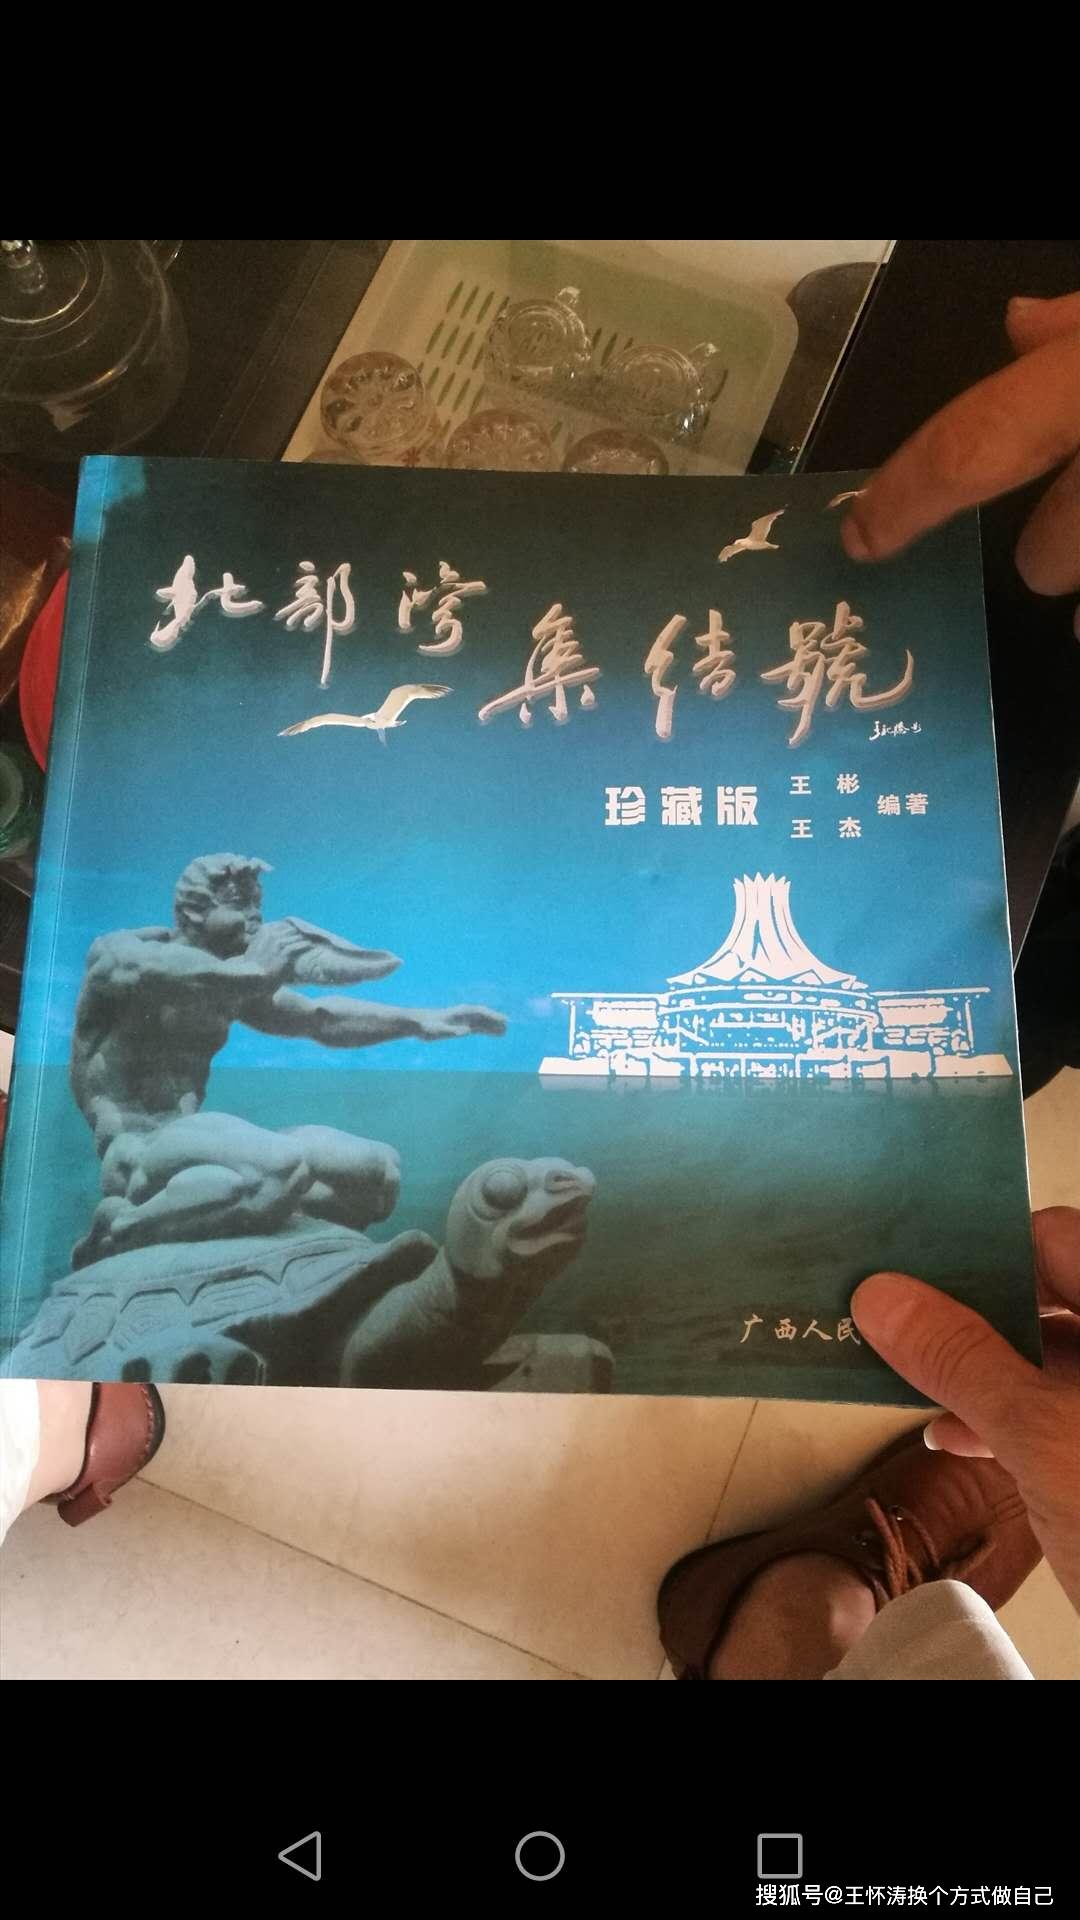 北部湾
集结號
珍藏版
王彬
王杰
编著
广西人民
搜狐号@王怀涛换个方式做自己